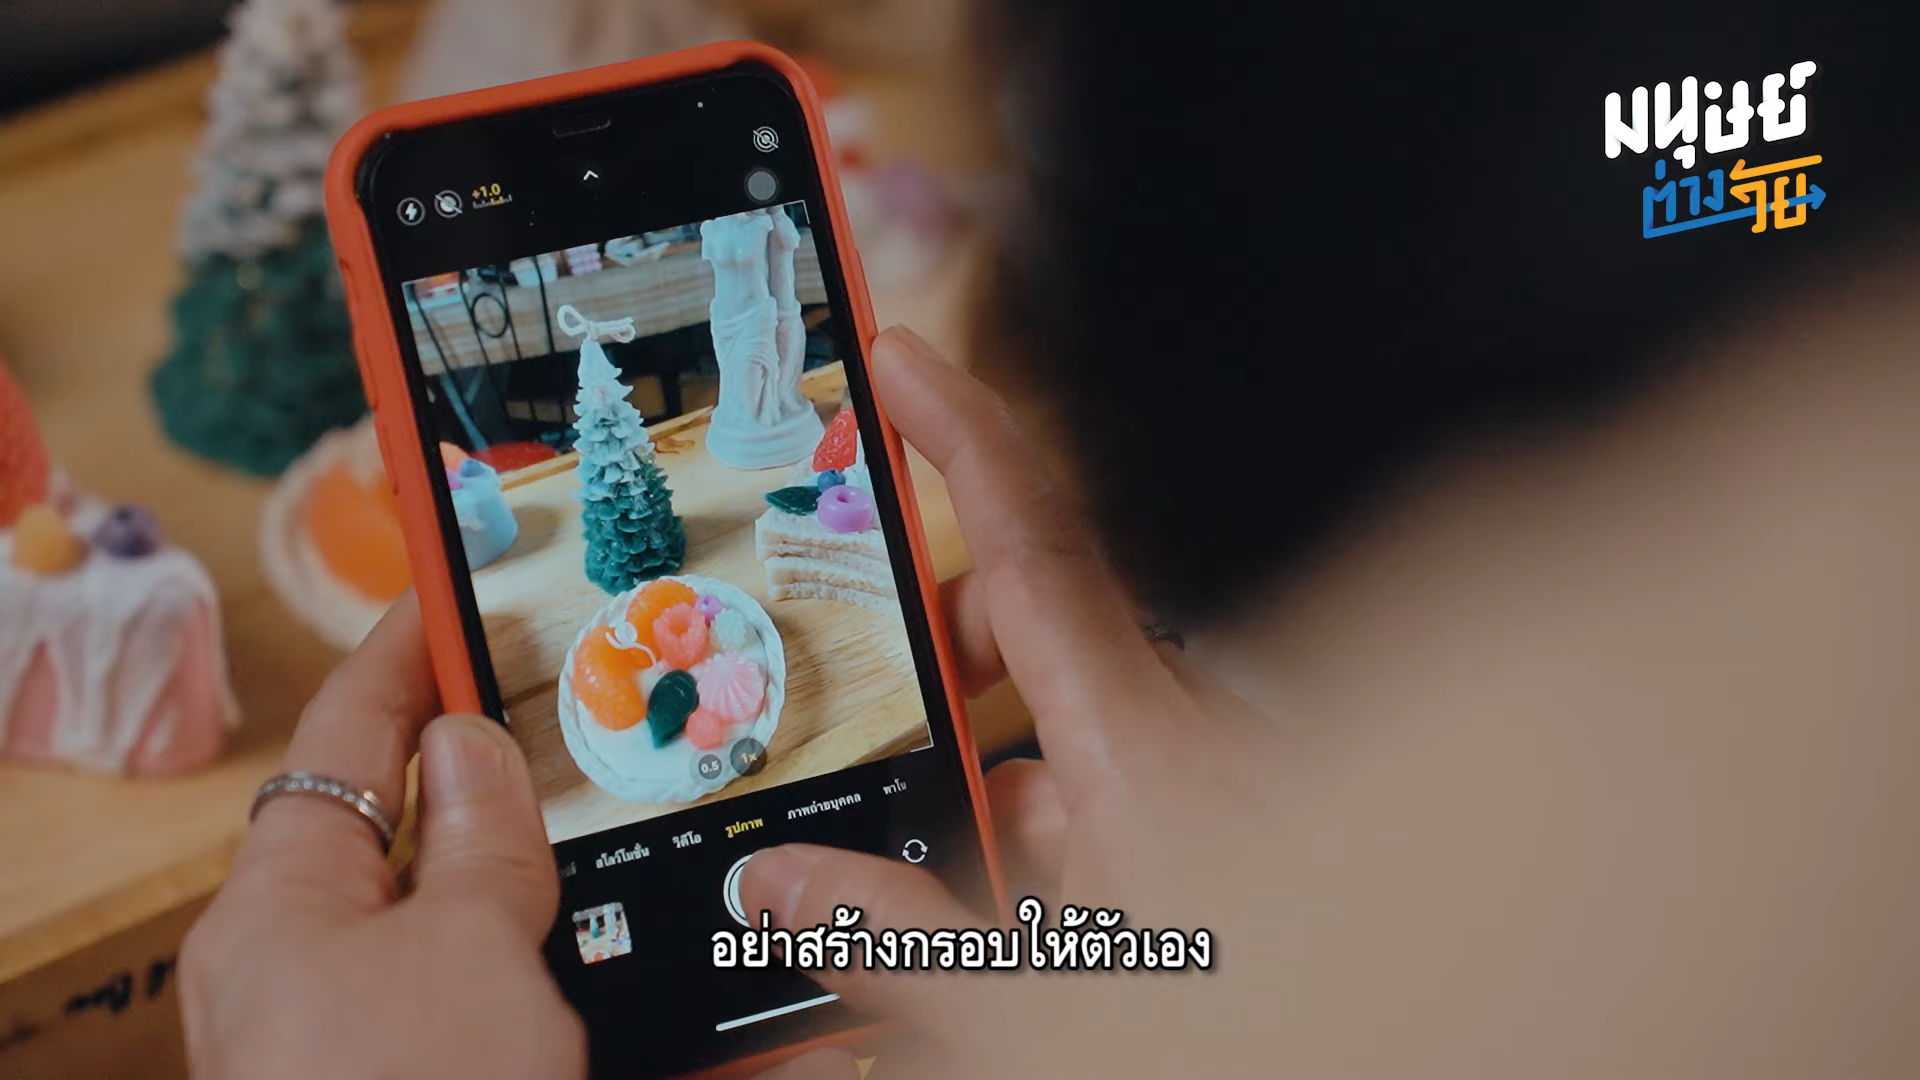 มนุษย์
ต่างวัย
+1.0
0.5
1x
สโลว์โมชั่น
วิดีโอ
รูปภาพ
ภาพถ่ายบุคคล
พาโน
อย่าสร้างกรอบให้ตัวเอง